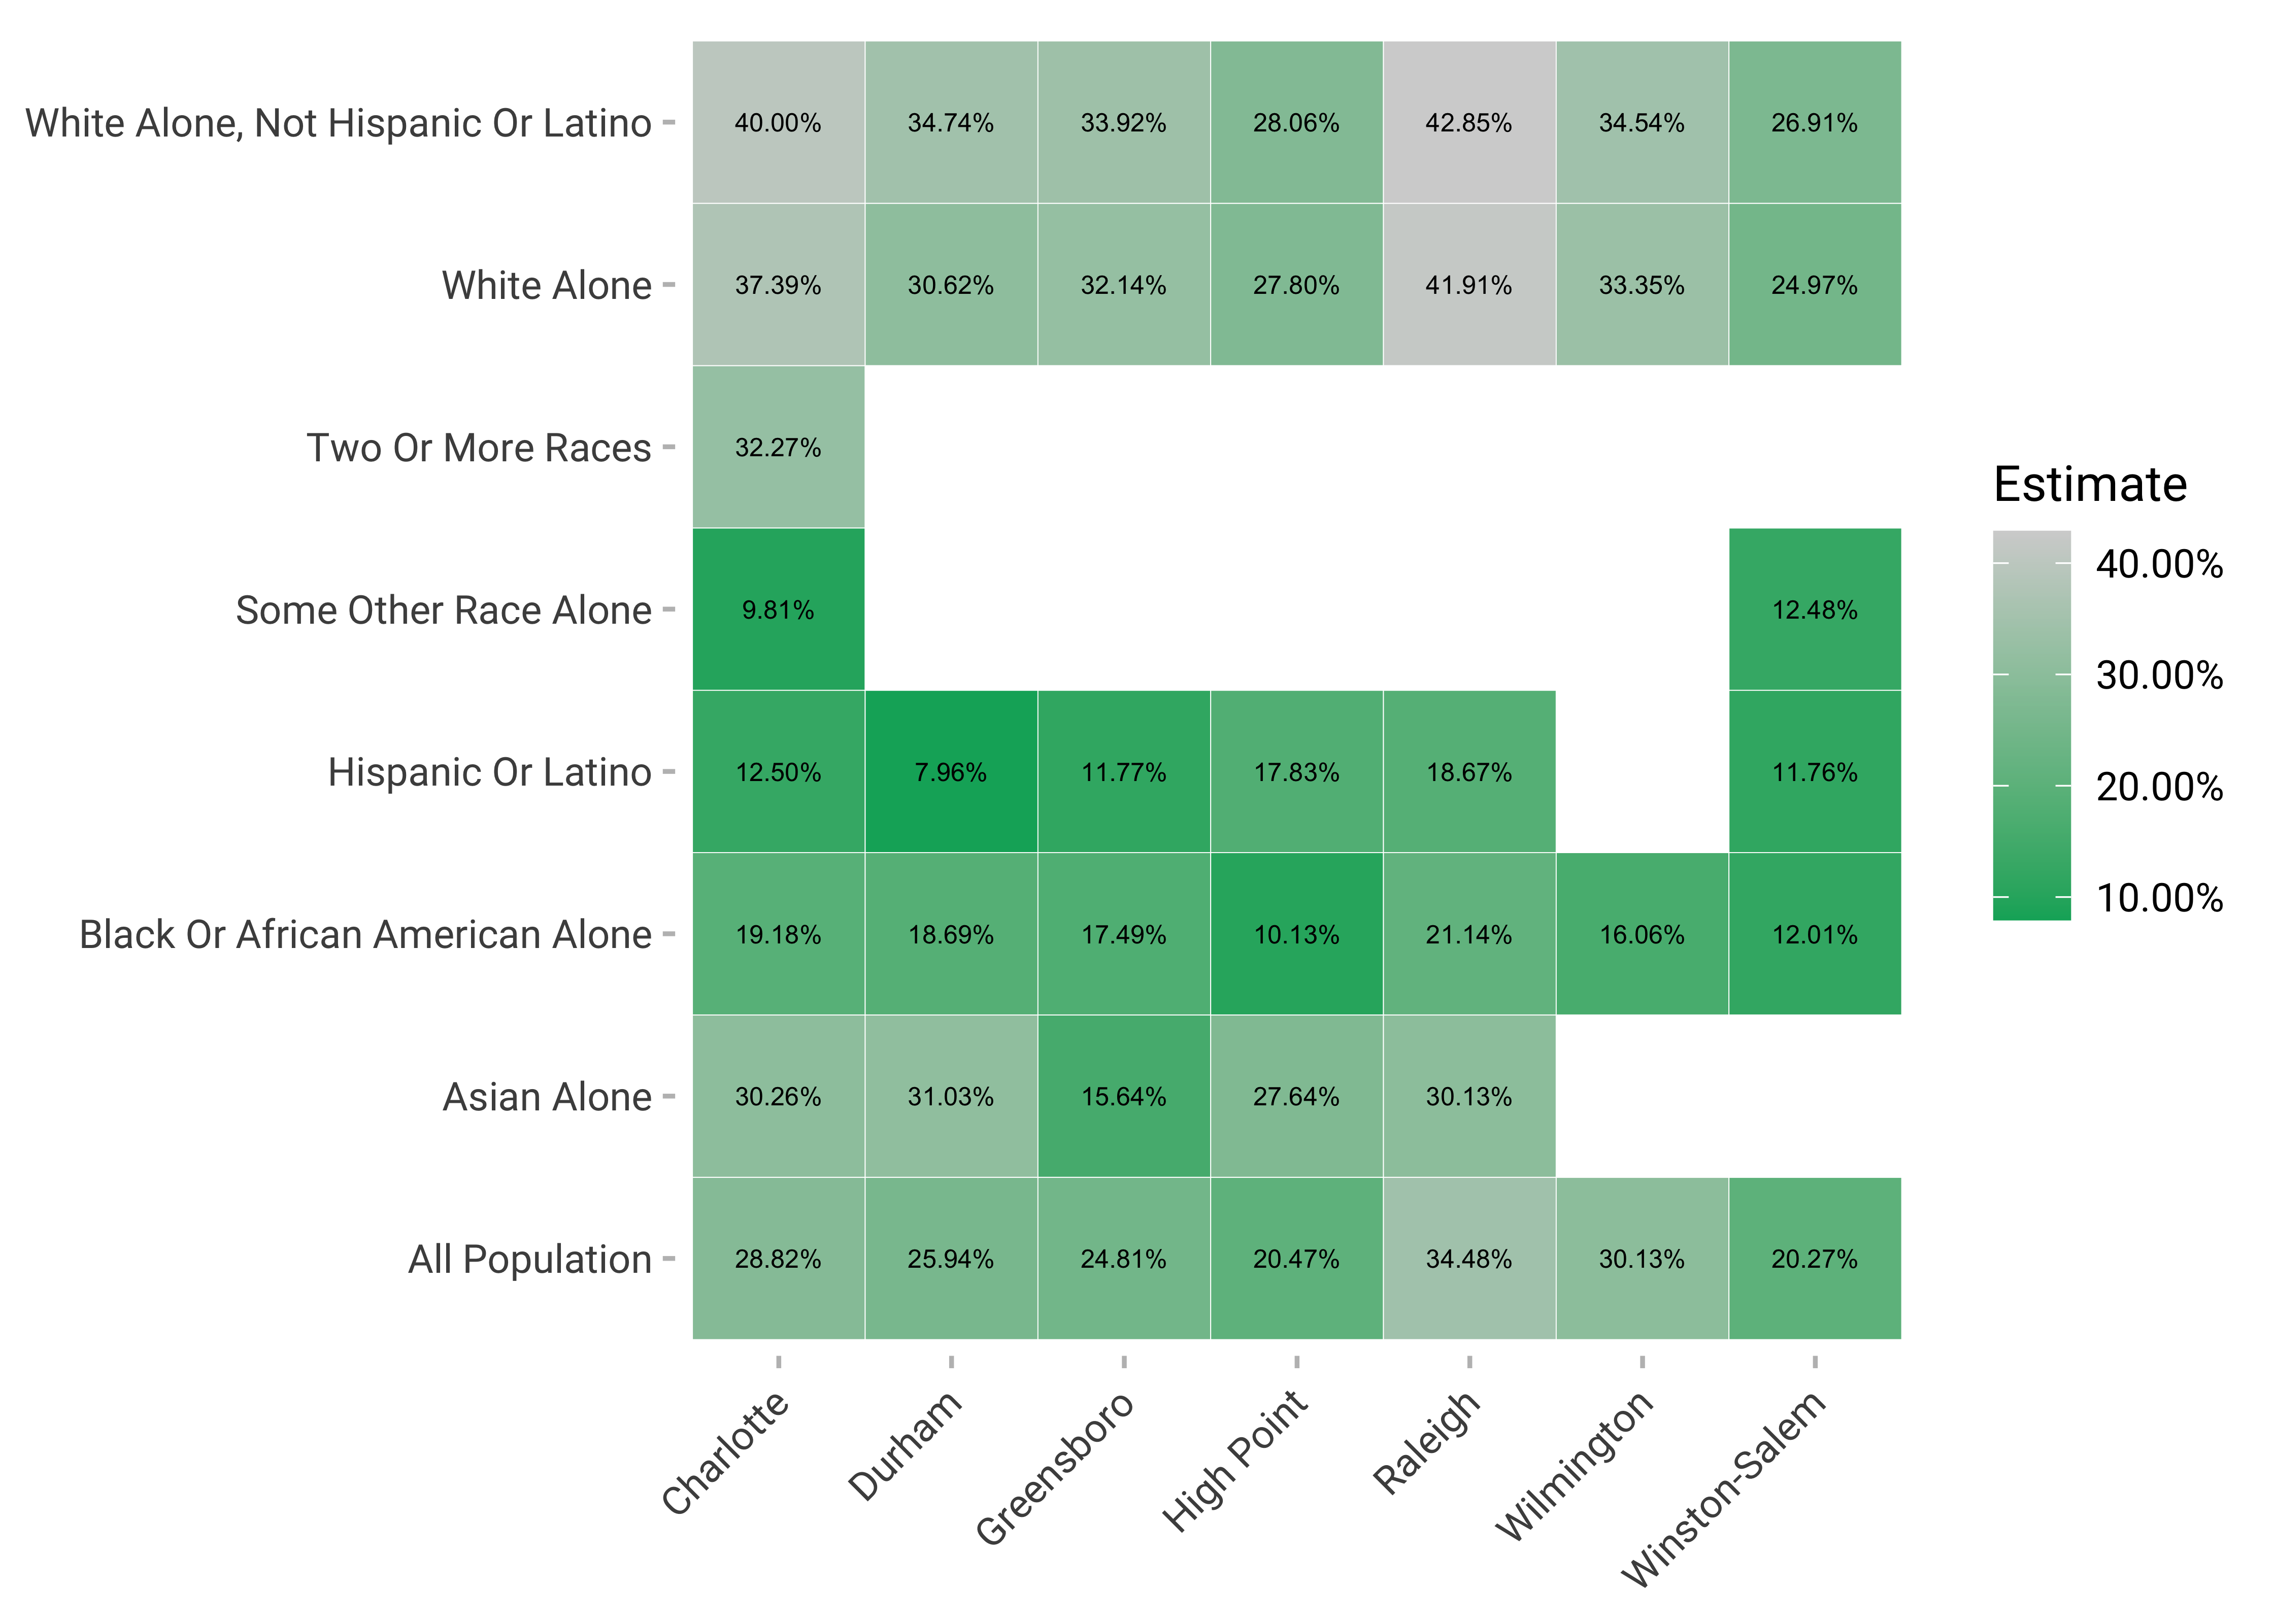 White Alone, Not Hispanic Or Latino 40.00% 34.74% 33.92% 28.06% 42.85% 34.54% 26.91%
White Alone 37.39% 30.62% 32.14% 27.80% 41.91% 33.35% 24.97%
Two Or More Races 32.27%
Some Other Race Alone 9.81% 12.48%
Hispanic Or Latino 12.50% 7.96% 11.77% 17.83% 18.67% 11.76%
Black Or African American Alone 19.18% 18.69% 17.49% 10.13% 21.14% 16.06% 12.01%
Asian Alone 30.26% 31.03% 15.64% 27.64% 30.13%
All Population 28.82% 25.94% 24.81% 20.47% 34.48% 30.13% 20.27%
Charlotte Durham Greensboro High Point Raleigh Wilmington Winston-Salem
Estimate
40.00%
30.00%
20.00%
10.00%